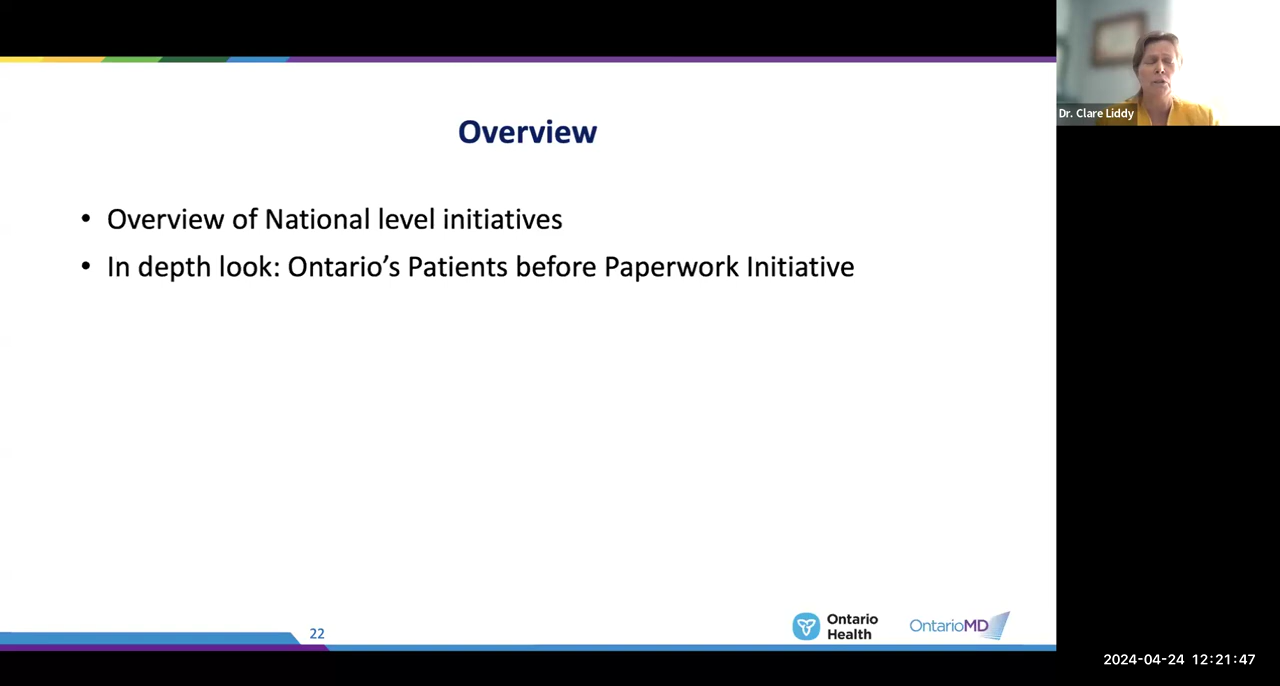 Overview
• Overview of National level initiatives
• In depth look: Ontario's Patients before Paperwork Initiative
22
Ontario
Health
OntarioMD
Dr. Clare Liddy
2024-04-24 12:21:47